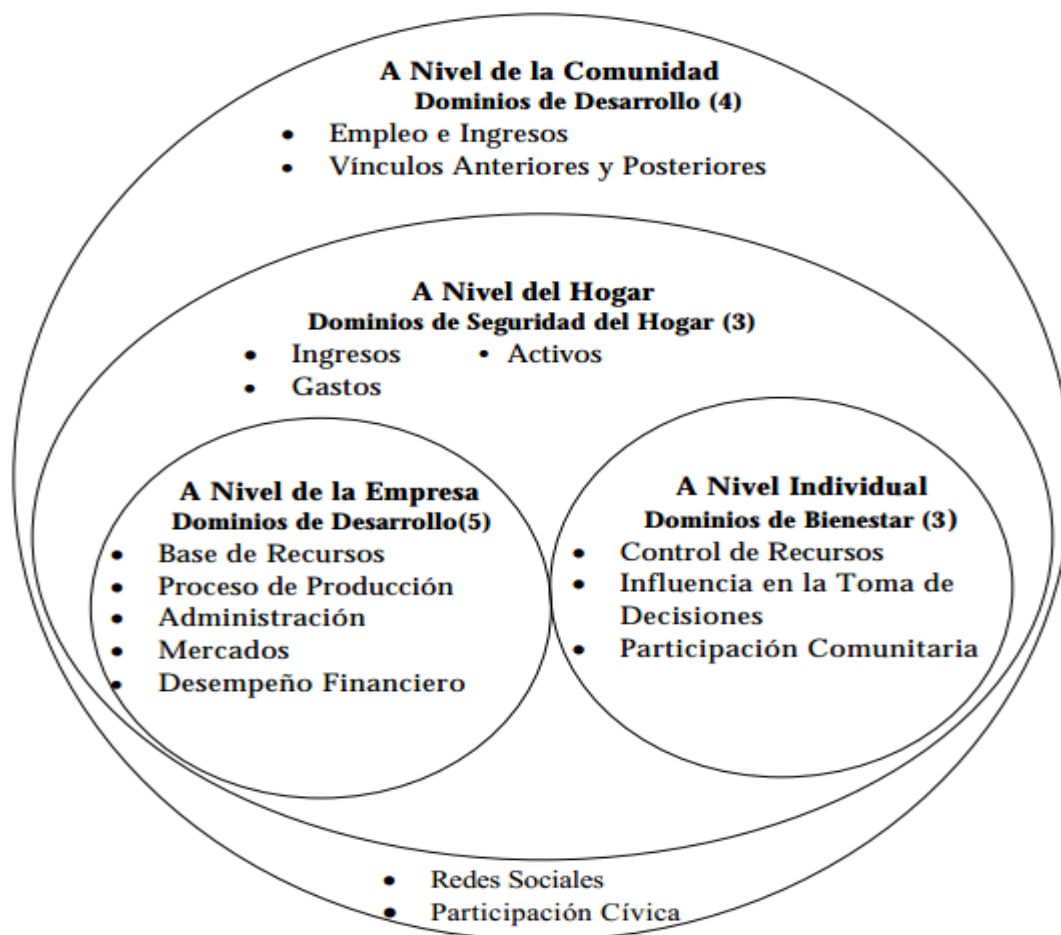 A Nivel de la Comunidad
Dominios de Desarrollo (4)
• Empleo e Ingresos
• Vínculos Anteriores y Posteriores
A Nivel del Hogar
Dominios de Seguridad del Hogar (3)
• Ingresos • Activos
• Gastos
A Nivel de la Empresa
Dominios de Desarrollo(5)
• Base de Recursos
• Proceso de Producción
• Administración
• Mercados
• Desempeño Financiero
A Nivel Individual
Dominios de Bienestar (3)
• Control de Recursos
• Influencia en la Toma de
Decisiones
• Participación Comunitaria
• Redes Sociales
• Participación Cívica